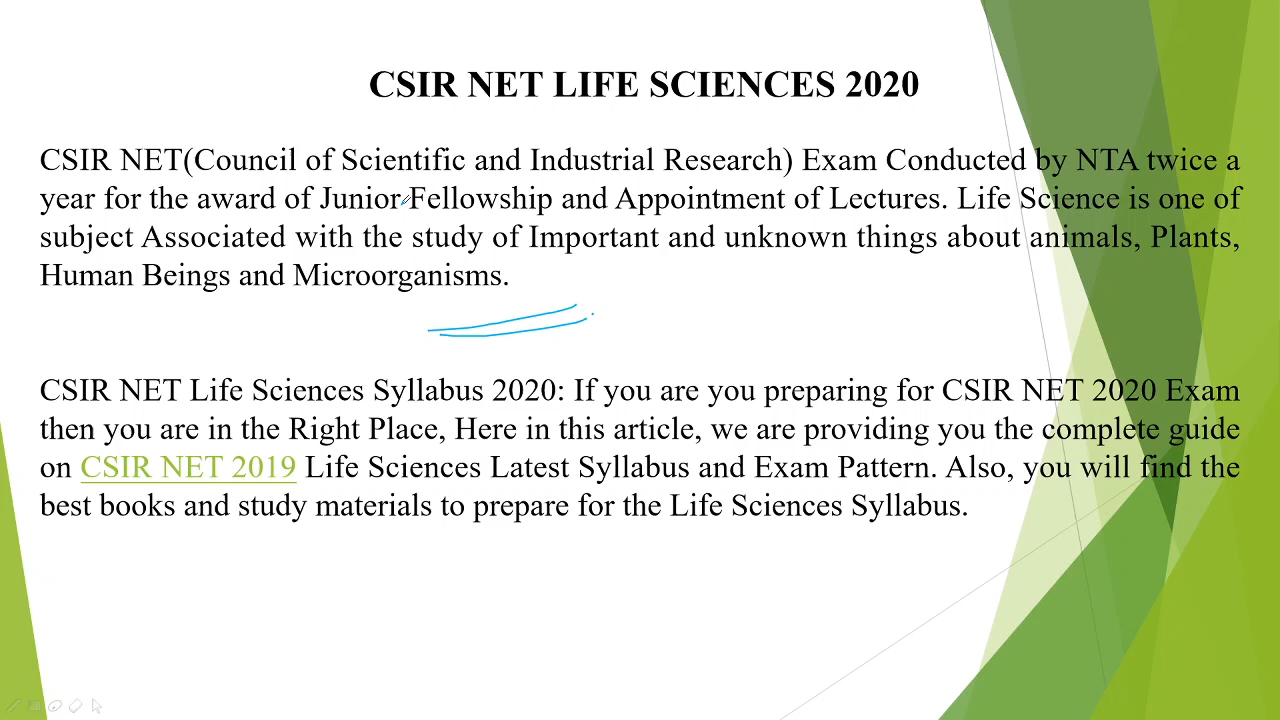 CSIR NET LIFE SCIENCES 2020
CSIR NET(Council of Scientific and Industrial Research) Exam Conducted by NTA twice a
year for the award of Junior Fellowship and Appointment of Lectures. Life Science is one of
subject Associated with the study of Important and unknown things about animals, Plants,
Human Beings and Microorganisms.
CSIR NET Life Sciences Syllabus 2020: If you are you preparing for CSIR NET 2020 Exam
then you are in the Right Place, Here in this article, we are providing you the complete guide
on CSIR NET 2019 Life Sciences Latest Syllabus and Exam Pattern. Also, you will find the
best books and study materials to prepare for the Life Sciences Syllabus.